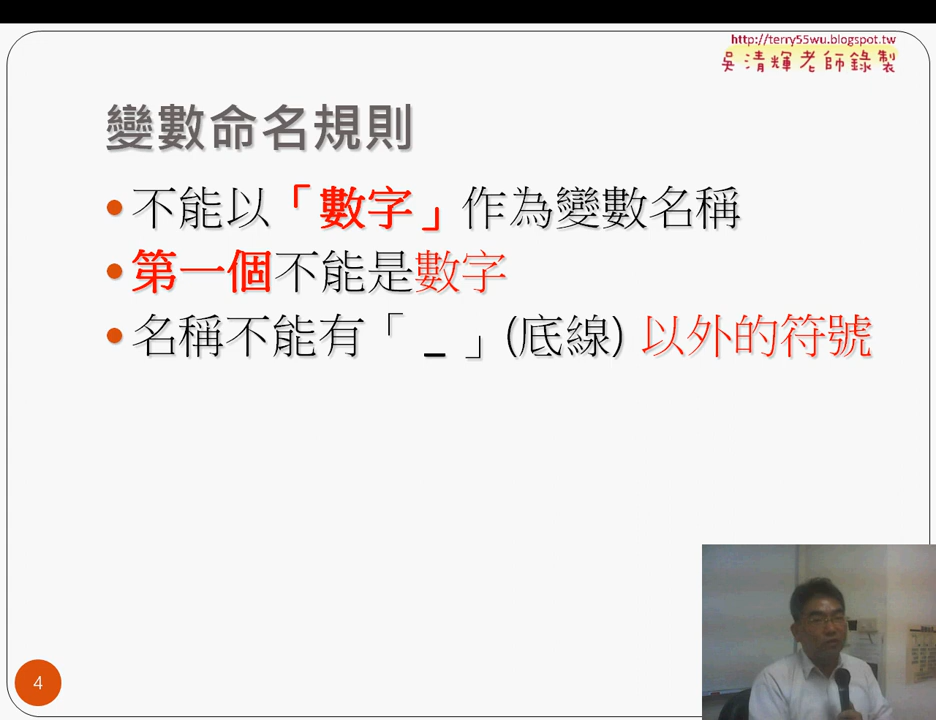 http://terry55wu.blogspot.tw
吳清輝老師錄製
變數命名規則
•不能以「數字」作為變數名稱
•第一個不能是數字
•名稱不能有「 _ 」(底線) 以外的符號
4